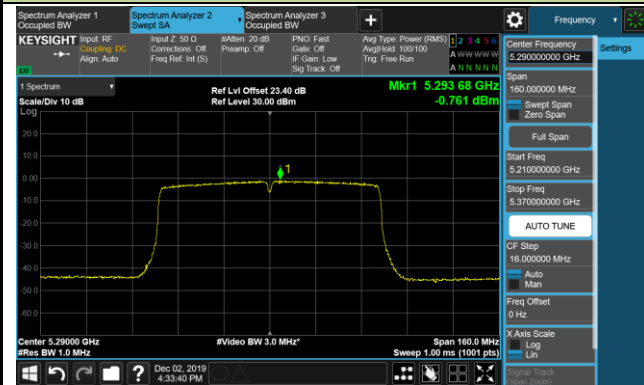 Spectrum Analyzer 1
Occupied BW
Spectrum Analyzer 2
Swept SA
Spectrum Analyzer 3
Occupied BW
+
Frequency
KEYSIGHT
Input: RF
Coupling: DC
Align: Auto
Input Z: 50 Ω
Corrections: Off
Freq Ref: Int (S)
#Atten: 20 dB
Preamp: Off
PNO: Fast
Gate: Off
IF Gain: Low
Sig Track: Off
Avg Type: Power (RMS)
Avg|Hold: 100/100
Trig: Free Run
1 2 3 4 5 6
A W W W W W
A N N N N N
1 Spectrum
Scale/Div 10 dB
Log
Ref Lvl Offset 23.40 dB
Ref Level 30.00 dBm
Mkr1 5.293 68 GHz
-0.761 dBm
20.0
10.0
0.00
-10.0
-20.0
-30.0
-40.0
-50.0
-60.0
1
Center 5.29000 GHz
#Res BW 1.0 MHz
#Video BW 3.0 MHz*
Span 160.0 MHz
Sweep 1.00 ms (1001 pts)
Dec 02, 2019
4:33:40 PM
?
Center Frequency
5.290000000 GHz
Settings
Span
160.000000 MHz
Swept Span
Zero Span
Full Span
Start Freq
5.210000000 GHz
Stop Freq
5.370000000 GHz
AUTO TUNE
CF Step
16.000000 MHz
Auto
Man
Freq Offset
0 Hz
X Axis Scale
Log
Lin
Signal Track
(Span Zoom)